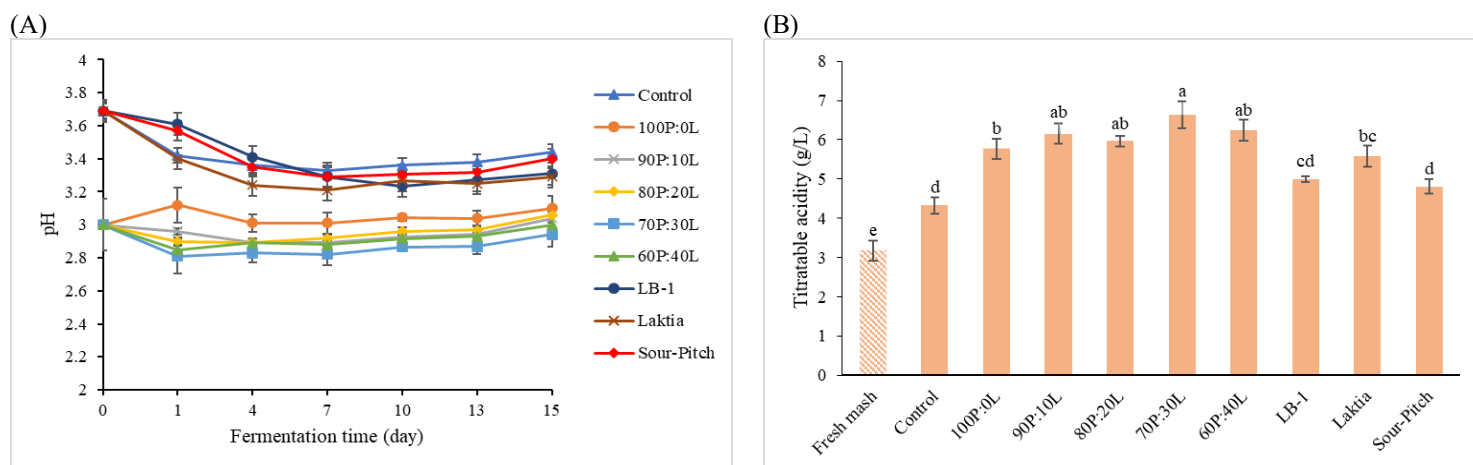 (A)
pH
4
3.8
3.6
3.4
3.2
3
2.8
2.6
2.4
2.2
2
0 1 4 7 10 13 15
Fermentation time (day)
Control
100P:0L
90P:10L
80P:20L
70P:30L
60P:40L
LB-1
Laktia
Sour-Pitch
(B)
Titratable acidity (g/L)
8
7
6
5
4
3
2
1
0
e d b ab ab a ab cd bc d
Fresh mash Control 100P:0L 90P:10L 80P:20L 70P:30L 60P:40L LB-1 Laktia Sour-Pitch